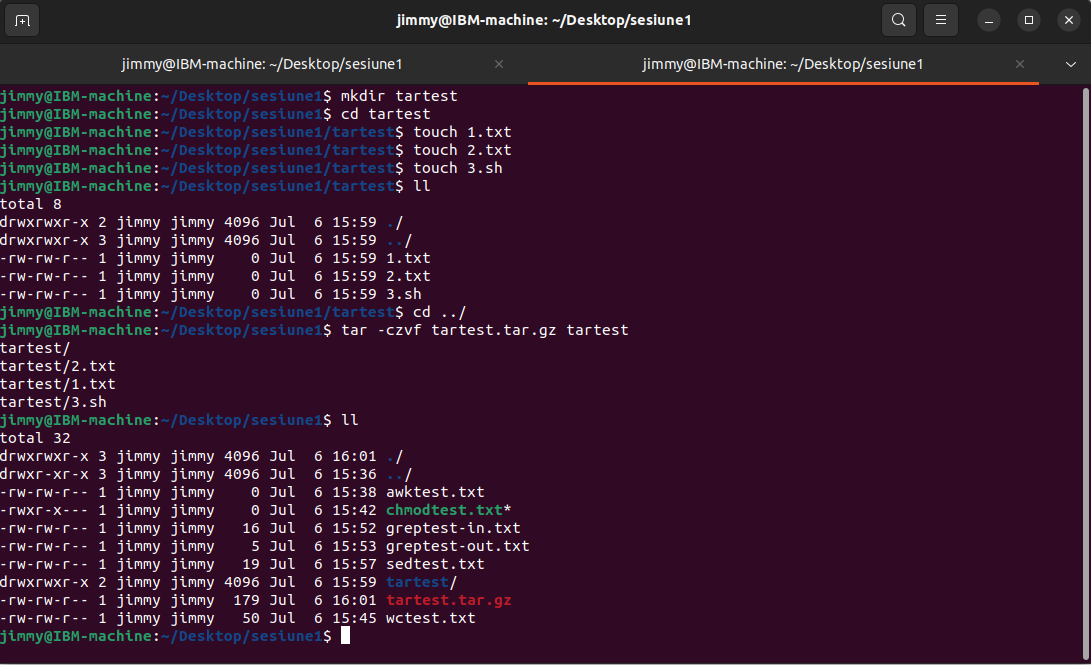 jimmy@IBM-machine: ~/Desktop/sesiune1
jimmy@IBM-machine: ~/Desktop/sesiune1 × jimmy@IBM-machine: ~/Desktop/sesiune1 ×
jimmy@IBM-machine:~/Desktop/sesiune1$ mkdir tartest
jimmy@IBM-machine:~/Desktop/sesiune1$ cd tartest
jimmy@IBM-machine:~/Desktop/sesiune1/tartest$ touch 1.txt
jimmy@IBM-machine:~/Desktop/sesiune1/tartest$ touch 2.txt
jimmy@IBM-machine:~/Desktop/sesiune1/tartest$ touch 3.sh
jimmy@IBM-machine:~/Desktop/sesiune1/tartest$ ll
total 8
drwxrwxr-x 2 jimmy jimmy 4096 Jul  6 15:59 ./
drwxrwxr-x 3 jimmy jimmy 4096 Jul  6 15:59 ../
-rw-rw-r-- 1 jimmy jimmy    0 Jul  6 15:59 1.txt
-rw-rw-r-- 1 jimmy jimmy    0 Jul  6 15:59 2.txt
-rw-rw-r-- 1 jimmy jimmy    0 Jul  6 15:59 3.sh
jimmy@IBM-machine:~/Desktop/sesiune1/tartest$ cd ../
jimmy@IBM-machine:~/Desktop/sesiune1$ tar -czvf tartest.tar.gz tartest
tartest/
tartest/2.txt
tartest/1.txt
tartest/3.sh
jimmy@IBM-machine:~/Desktop/sesiune1$ ll
total 32
drwxrwxr-x 3 jimmy jimmy 4096 Jul  6 16:01 ./
drwxr-xr-x 3 jimmy jimmy 4096 Jul  6 15:36 ../
-rw-rw-r-- 1 jimmy jimmy    0 Jul  6 15:38 awktest.txt
-rwxr-x--- 1 jimmy jimmy    0 Jul  6 15:42 chmodtest.txt*
-rw-rw-r-- 1 jimmy jimmy   16 Jul  6 15:52 greptest-in.txt
-rw-rw-r-- 1 jimmy jimmy    5 Jul  6 15:53 greptest-out.txt
-rw-rw-r-- 1 jimmy jimmy   19 Jul  6 15:57 sedtest.txt
drwxrwxr-x 2 jimmy jimmy 4096 Jul  6 15:59 tartest/
-rw-rw-r-- 1 jimmy jimmy  179 Jul  6 16:01 tartest.tar.gz
-rw-rw-r-- 1 jimmy jimmy   50 Jul  6 15:45 wctest.txt
jimmy@IBM-machine:~/Desktop/sesiune1$